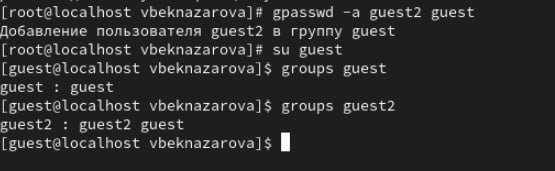 [root@localhost vbeknazarova]# gpasswd -a guest2 guest
Добавление пользователя guest2 в группу guest
[root@localhost vbeknazarova]# su guest
[guest@localhost vbeknazarova]$ groups guest
guest : guest
[guest@localhost vbeknazarova]$ groups guest2
guest2 : guest2 guest
[guest@localhost vbeknazarova]$